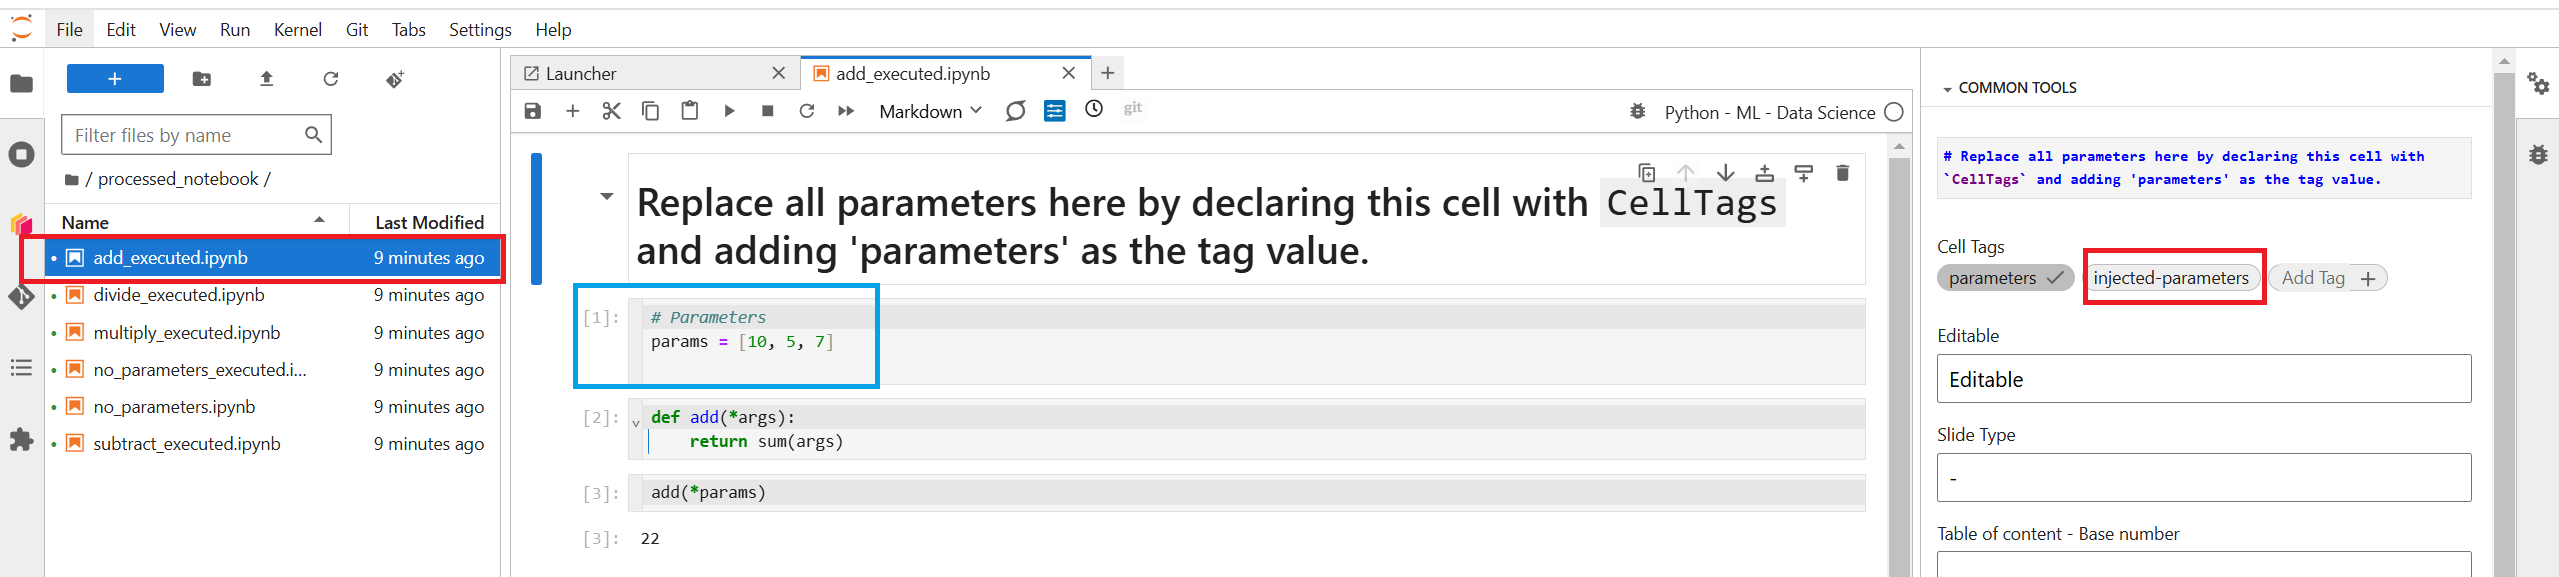 File Edit View Run Kernel Git Tabs Settings Help
Filter files by name
/ processed_notebook /
Name Last Modified
add_executed.ipynb 9 minutes ago
divide_executed.ipynb 9 minutes ago
multiply_executed.ipynb 9 minutes ago
no_parameters_executed.i... 9 minutes ago
no_parameters.ipynb 9 minutes ago
subtract_executed.ipynb 9 minutes ago
Launcher
add_executed.ipynb
Markdown
git
Python - ML - Data Science
Replace all parameters here by declaring this cell with CellTags
and adding 'parameters' as the tag value.
[1]: # Parameters
params = [10, 5, 7]
[2]: def add(*args):
return sum(args)
[3]: add(*params)
[3]: 22
COMMON TOOLS
# Replace all parameters here by declaring this cell with
`CellTags` and adding 'parameters' as the tag value.
Cell Tags
parameters injected-parameters Add Tag
Editable
Editable
Slide Type
-
Table of content - Base number